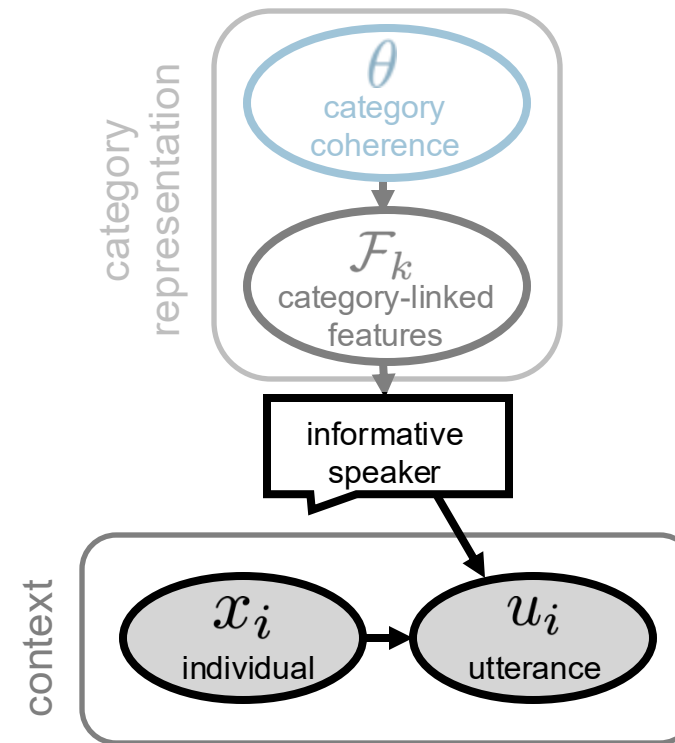 category
representation
θ
category
coherence
ℱₖ
category-linked
features
informative
speaker
context
xᵢ
individual
uᵢ
utterance